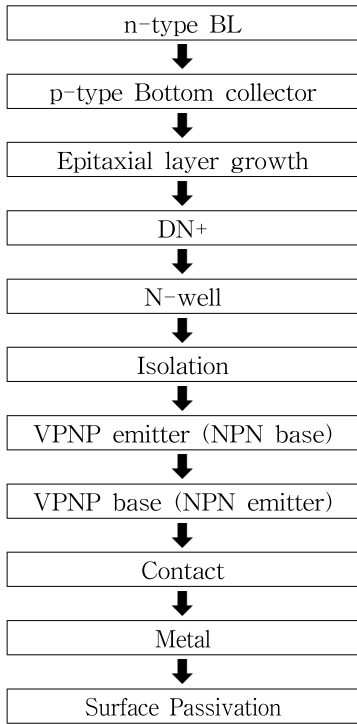 n-type BL
p-type Bottom collector
Epitaxial layer growth
DN+
N-well
Isolation
VPNP emitter (NPN base)
VPNP base (NPN emitter)
Contact
Metal
Surface Passivation